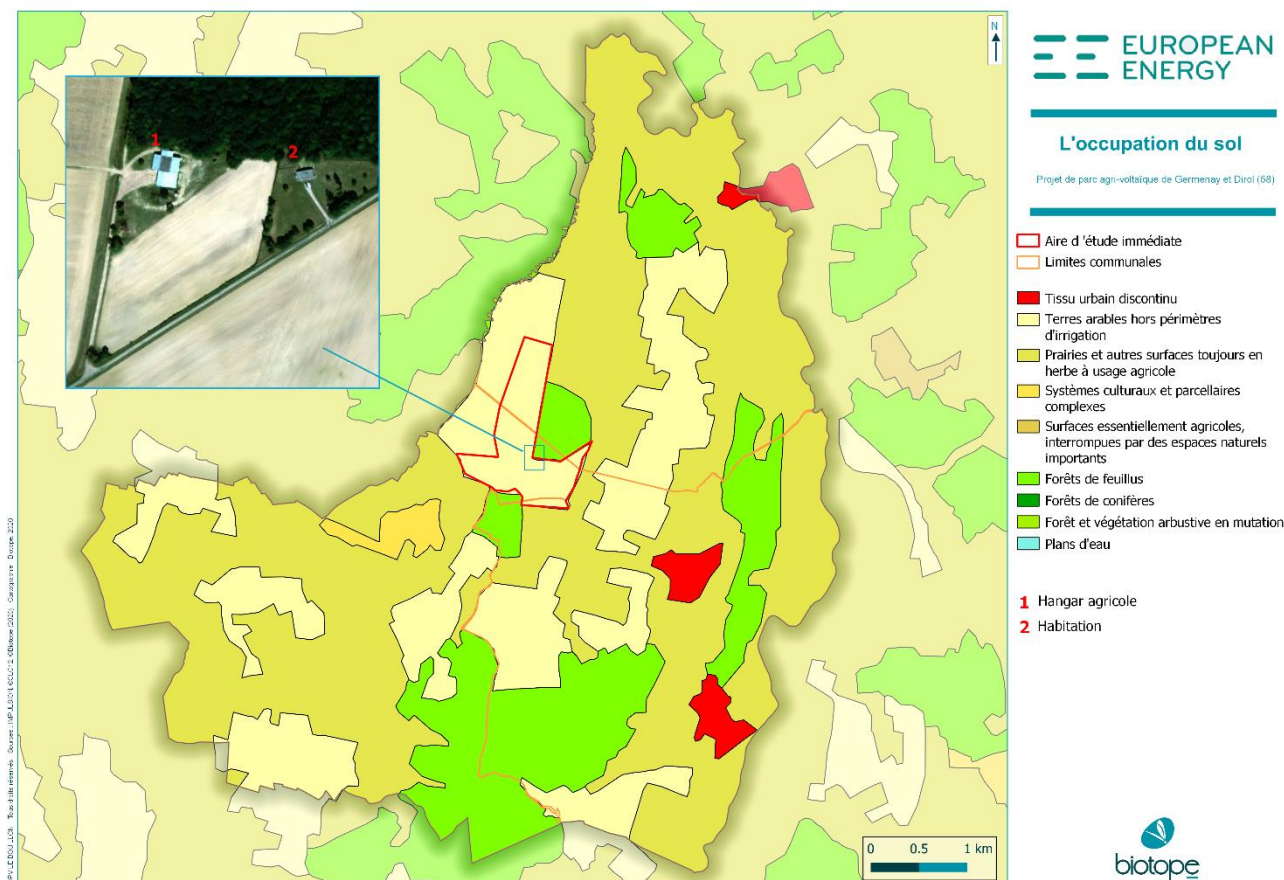 N
1
2
0 0.5 1 km
EUROPEAN
ENERGY
L'occupation du sol
Projet de parc agri-voltaïque de Germenay et Dirol (58)
Aire d'étude immédiate
Limites communales
Tissu urbain discontinu
Terres arables hors périmètres
d'irrigation
Prairies et autres surfaces toujours en
herbe à usage agricole
Systèmes culturaux et parcellaires
complexes
Surfaces essentiellement agricoles,
interrompues par des espaces naturels
importants
Forêts de feuillus
Forêts de conifères
Forêt et végétation arbustive en mutation
Plans d'eau
1 Hangar agricole
2 Habitation
biotope